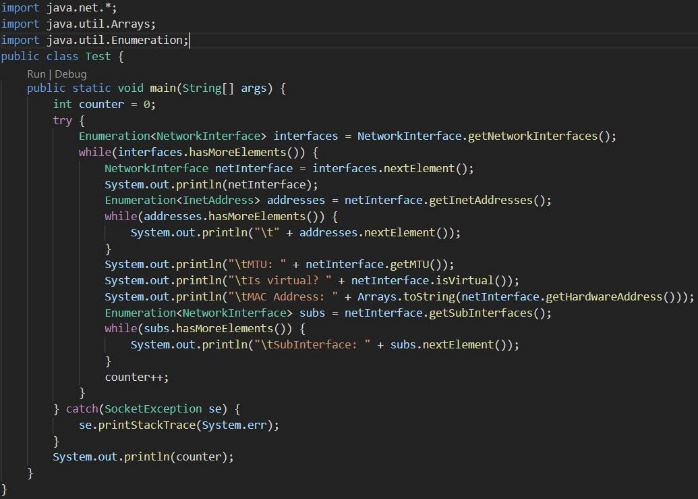 import java.net.*;
import java.util.Arrays;
import java.util.Enumeration;
public class Test {
    Run | Debug
    public static void main(String[] args) {
        int counter = 0;
        try {
            Enumeration<NetworkInterface> interfaces = NetworkInterface.getNetworkInterfaces();
            while(interfaces.hasMoreElements()) {
                NetworkInterface netInterface = interfaces.nextElement();
                System.out.println(netInterface);
                Enumeration<InetAddress> addresses = netInterface.getInetAddresses();
                while(addresses.hasMoreElements()) {
                    System.out.println("\t" + addresses.nextElement());
                }
                System.out.println("\tMTU: " + netInterface.getMTU());
                System.out.println("\tIs virtual? " + netInterface.isVirtual());
                System.out.println("\tMAC Address: " + Arrays.toString(netInterface.getHardwareAddress()));
                Enumeration<NetworkInterface> subs = netInterface.getSubInterfaces();
                while(subs.hasMoreElements()) {
                    System.out.println("\tSubInterface: " + subs.nextElement());
                }
                counter++;
            }
        } catch(SocketException se) {
            se.printStackTrace(System.err);
        }
        System.out.println(counter);
    }
}